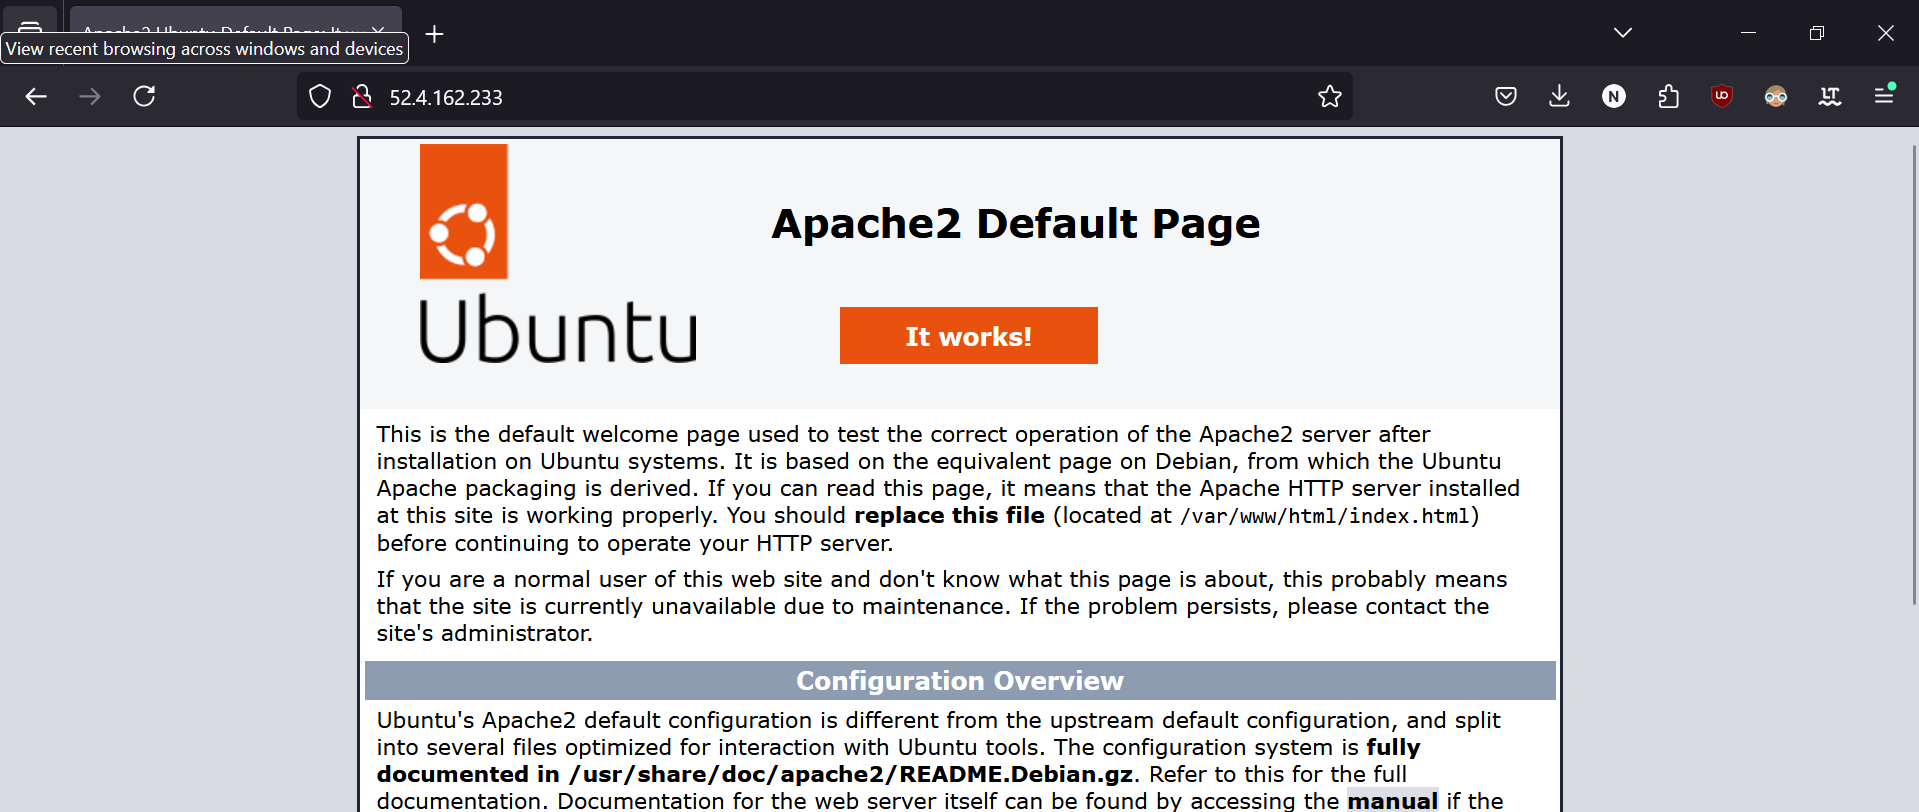 Apache2 Ubuntu Default Page: It w
View recent browsing across windows and devices
52.4.162.233
N
uo
LT
Apache2 Default Page
Ubuntu
It works!
This is the default welcome page used to test the correct operation of the Apache2 server after
installation on Ubuntu systems. It is based on the equivalent page on Debian, from which the Ubuntu
Apache packaging is derived. If you can read this page, it means that the Apache HTTP server installed
at this site is working properly. You should replace this file (located at /var/www/html/index.html)
before continuing to operate your HTTP server.
If you are a normal user of this web site and don't know what this page is about, this probably means
that the site is currently unavailable due to maintenance. If the problem persists, please contact the
site's administrator.
Configuration Overview
Ubuntu's Apache2 default configuration is different from the upstream default configuration, and split
into several files optimized for interaction with Ubuntu tools. The configuration system is fully
documented in /usr/share/doc/apache2/README.Debian.gz. Refer to this for the full
documentation. Documentation for the web server itself can be found by accessing the manual if the